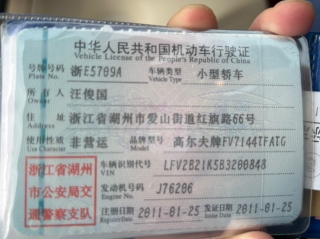 中华人民共和国机动车行驶证
Vehicle License of the People's Republic of China
号牌号码 浙E5709A 车辆类型 小型轿车
Plate No. Vehicle Type
所有人 汪俊国
Owner
住址 浙江省湖州市爱山街道红旗路66号
Address
使用性质 非营运 品牌型号 高尔夫牌FV7144TFATG
Use Character Model
浙江省湖州
市公安局交
通警察支队
车辆识别代号 LFV2B21K5B3200848
VIN
发动机号码 J76206
Engine No.
注册日期 2011-01-25 发证日期 2011-01-25
Register Date Issue Date